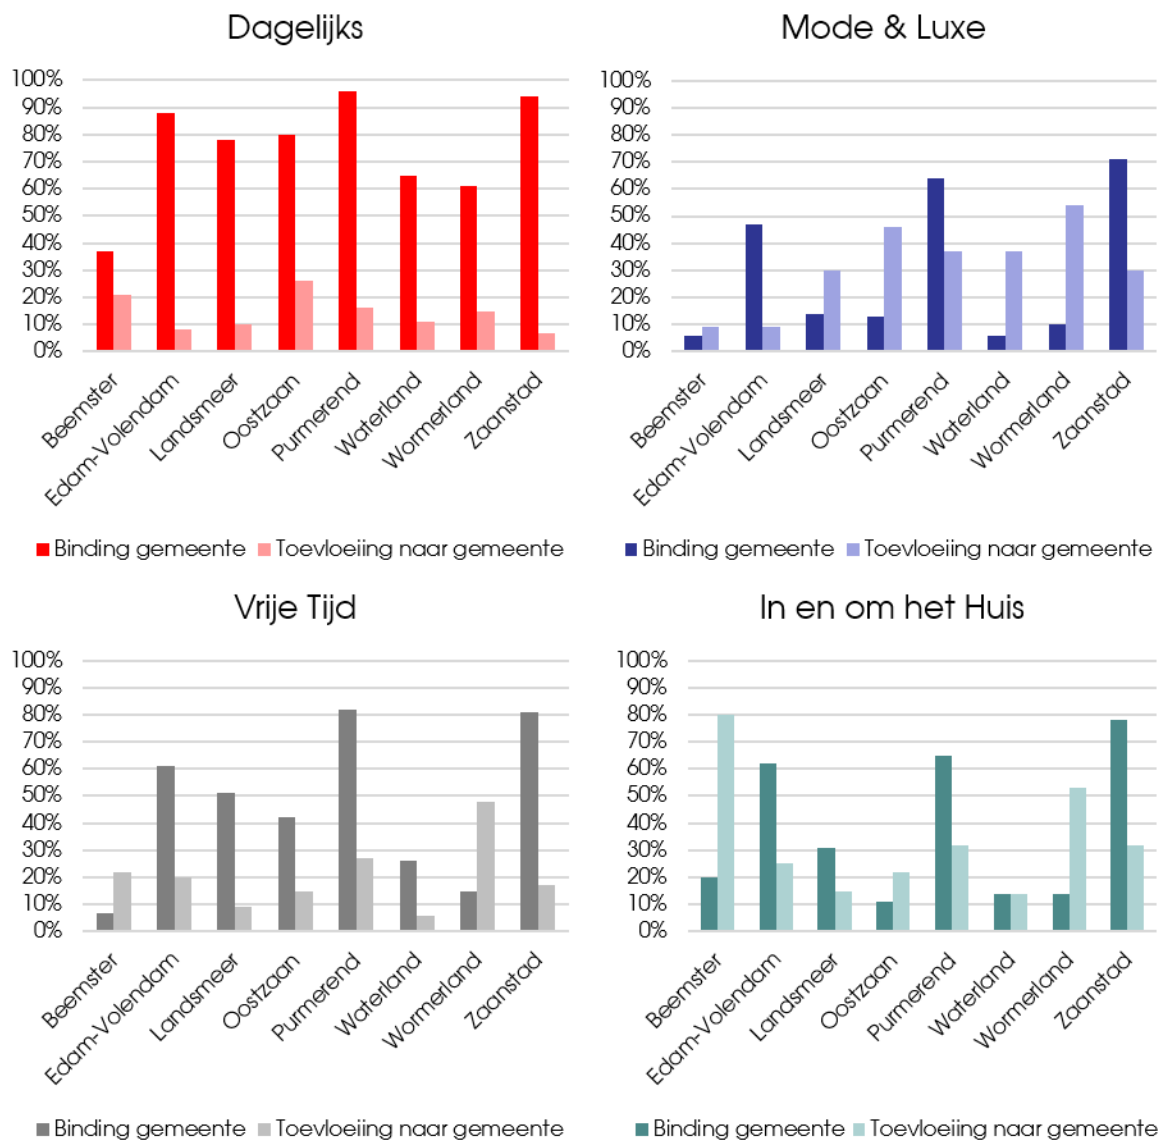 Dagelijks
100%
90%
80%
70%
60%
50%
40%
30%
20%
10%
0%
Beemster
Edam-Volendam
Landsmeer
Oostzaan
Purmerend
Waterland
Wormerland
Zaanstad
Binding gemeente Toevloeiing naar gemeente
Mode & Luxe
100%
90%
80%
70%
60%
50%
40%
30%
20%
10%
0%
Beemster
Edam-Volendam
Landsmeer
Oostzaan
Purmerend
Waterland
Wormerland
Zaanstad
Binding gemeente Toevloeiing naar gemeente
Vrije Tijd
100%
90%
80%
70%
60%
50%
40%
30%
20%
10%
0%
Beemster
Edam-Volendam
Landsmeer
Oostzaan
Purmerend
Waterland
Wormerland
Zaanstad
Binding gemeente Toevloeiing naar gemeente
In en om het Huis
100%
90%
80%
70%
60%
50%
40%
30%
20%
10%
0%
Beemster
Edam-Volendam
Landsmeer
Oostzaan
Purmerend
Waterland
Wormerland
Zaanstad
Binding gemeente Toevloeiing naar gemeente